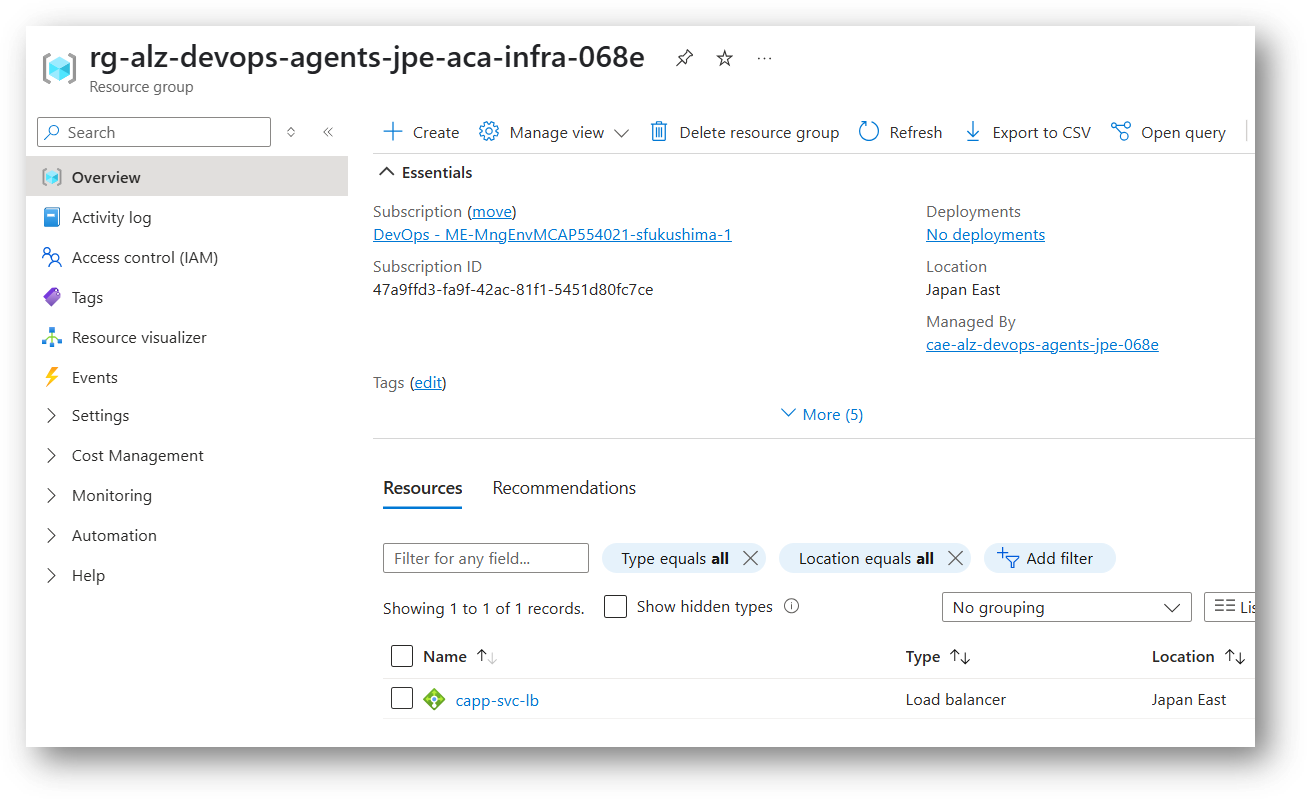 rg-alz-devops-agents-jpe-aca-infra-068e
Resource group
Search
Overview
Activity log
Access control (IAM)
Tags
Resource visualizer
Events
Settings
Cost Management
Monitoring
Automation
Help
Create Manage view Delete resource group Refresh Export to CSV Open query
Essentials
Subscription (move)
DevOps - ME-MngEnvMCAP554021-sfukushima-1
Subscription ID
47a9ffd3-fa9f-42ac-81f1-5451d80fc7ce
Deployments
No deployments
Location
Japan East
Managed By
cae-alz-devops-agents-jpe-068e
Tags (edit)
More (5)
Resources Recommendations
Filter for any field... Type equals all Location equals all Add filter
Showing 1 to 1 of 1 records. Show hidden types No grouping
Name Type Location
capp-svc-lb Load balancer Japan East